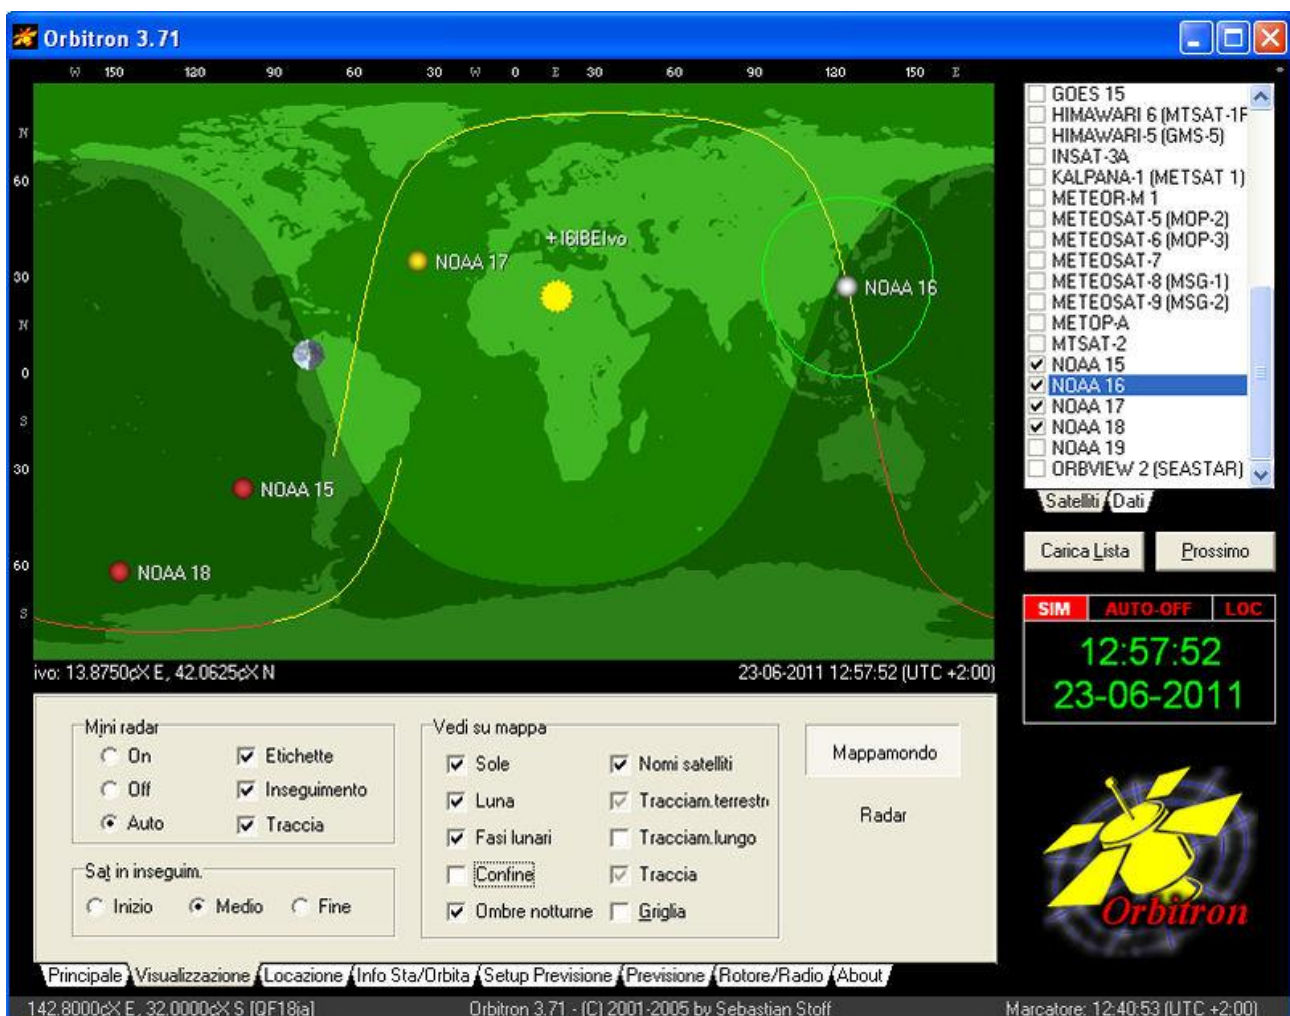 Orbitron 3.71
W 150 120 90 60 30 W 0 E 30 60 90 120 150 E
N
60
30
N
0
S
30
60
S
+I6IBEIvo
NOAA 17
NOAA 16
NOAA 15
NOAA 18
ivo: 13.8750¢X E, 42.0625¢X N
23-06-2011 12:57:52 (UTC +2:00)
GOES 15
HIMAWARI 6 (MTSAT-1F
HIMAWARI-5 (GMS-5)
INSAT-3A
KALPANA-1 (METSAT 1)
METEOR-M 1
METEOSAT-5 (MOP-2)
METEOSAT-6 (MOP-3)
METEOSAT-7
METEOSAT-8 (MSG-1)
METEOSAT-9 (MSG-2)
METOP-A
MTSAT-2
NOAA 15
NOAA 16
NOAA 17
NOAA 18
NOAA 19
ORBVIEW 2 (SEASTAR)
Satelliti Dati
Carica Lista Prossimo
SIM AUTO-OFF LOC
12:57:52
23-06-2011
Orbitron
Mini radar
On Etichette
Off Inseguimento
Auto Traccia
Sat in inseguim.
Inizio Medio Fine
Vedi su mappa
Sole Nomi satelliti
Luna Tracciam.terrestre
Fasi lunari Tracciam.lungo
Confine Traccia
Ombre notturne Griglia
Mappamondo
Radar
Principale Visualizzazione Locazione Info Sta/Orbita Setup Previsione Previsione Rotore/Radio About
142.8000¢X E, 32.0000¢X S [QF18ja]
Orbitron 3.71 - (C) 2001-2005 by Sebastian Stoff
Marcatore: 12:40:53 (UTC +2:00)